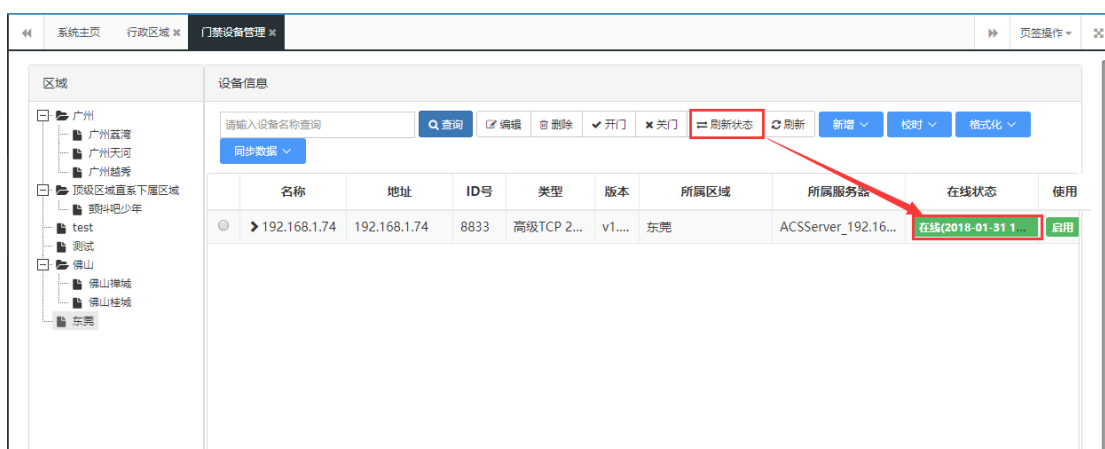 系统主页 行政区域 门禁设备管理 页签操作
区域
设备信息
广州
广州荔湾
广州天河
广州越秀
顶级区域直系下属区域
颤抖吧少年
test
测试
佛山
佛山禅城
佛山桂城
东莞
请输入设备名称查询 查询 编辑 删除 开门 关门 刷新状态 刷新 新增 校时 格式化
同步数据
名称 地址 ID号 类型 版本 所属区域 所属服务器 在线状态 使用
192.168.1.74 192.168.1.74 8833 高级TCP 2... v1.... 东莞 ACSServer_192.16... 在线(2018-01-31 1... 启用